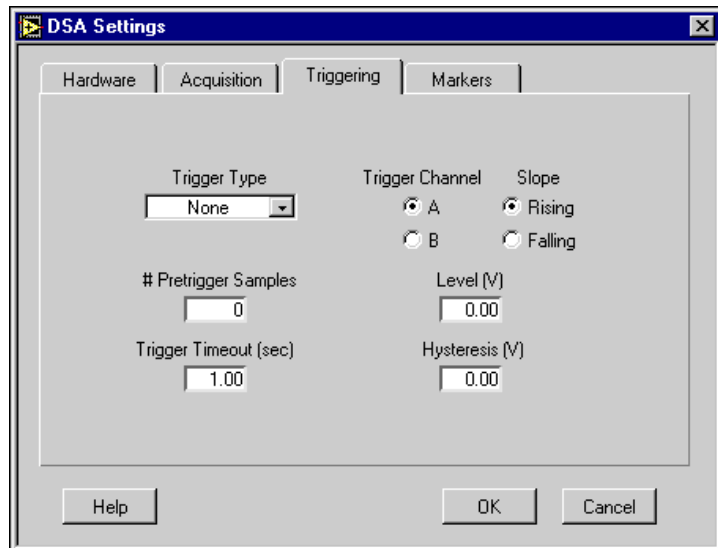 DSA Settings
Hardware
Acquisition
Triggering
Markers
Trigger Type
None
Trigger Channel
A
B
Slope
Rising
Falling
# Pretrigger Samples
0
Level (V)
0.00
Trigger Timeout (sec)
1.00
Hysteresis (V)
0.00
Help
OK
Cancel